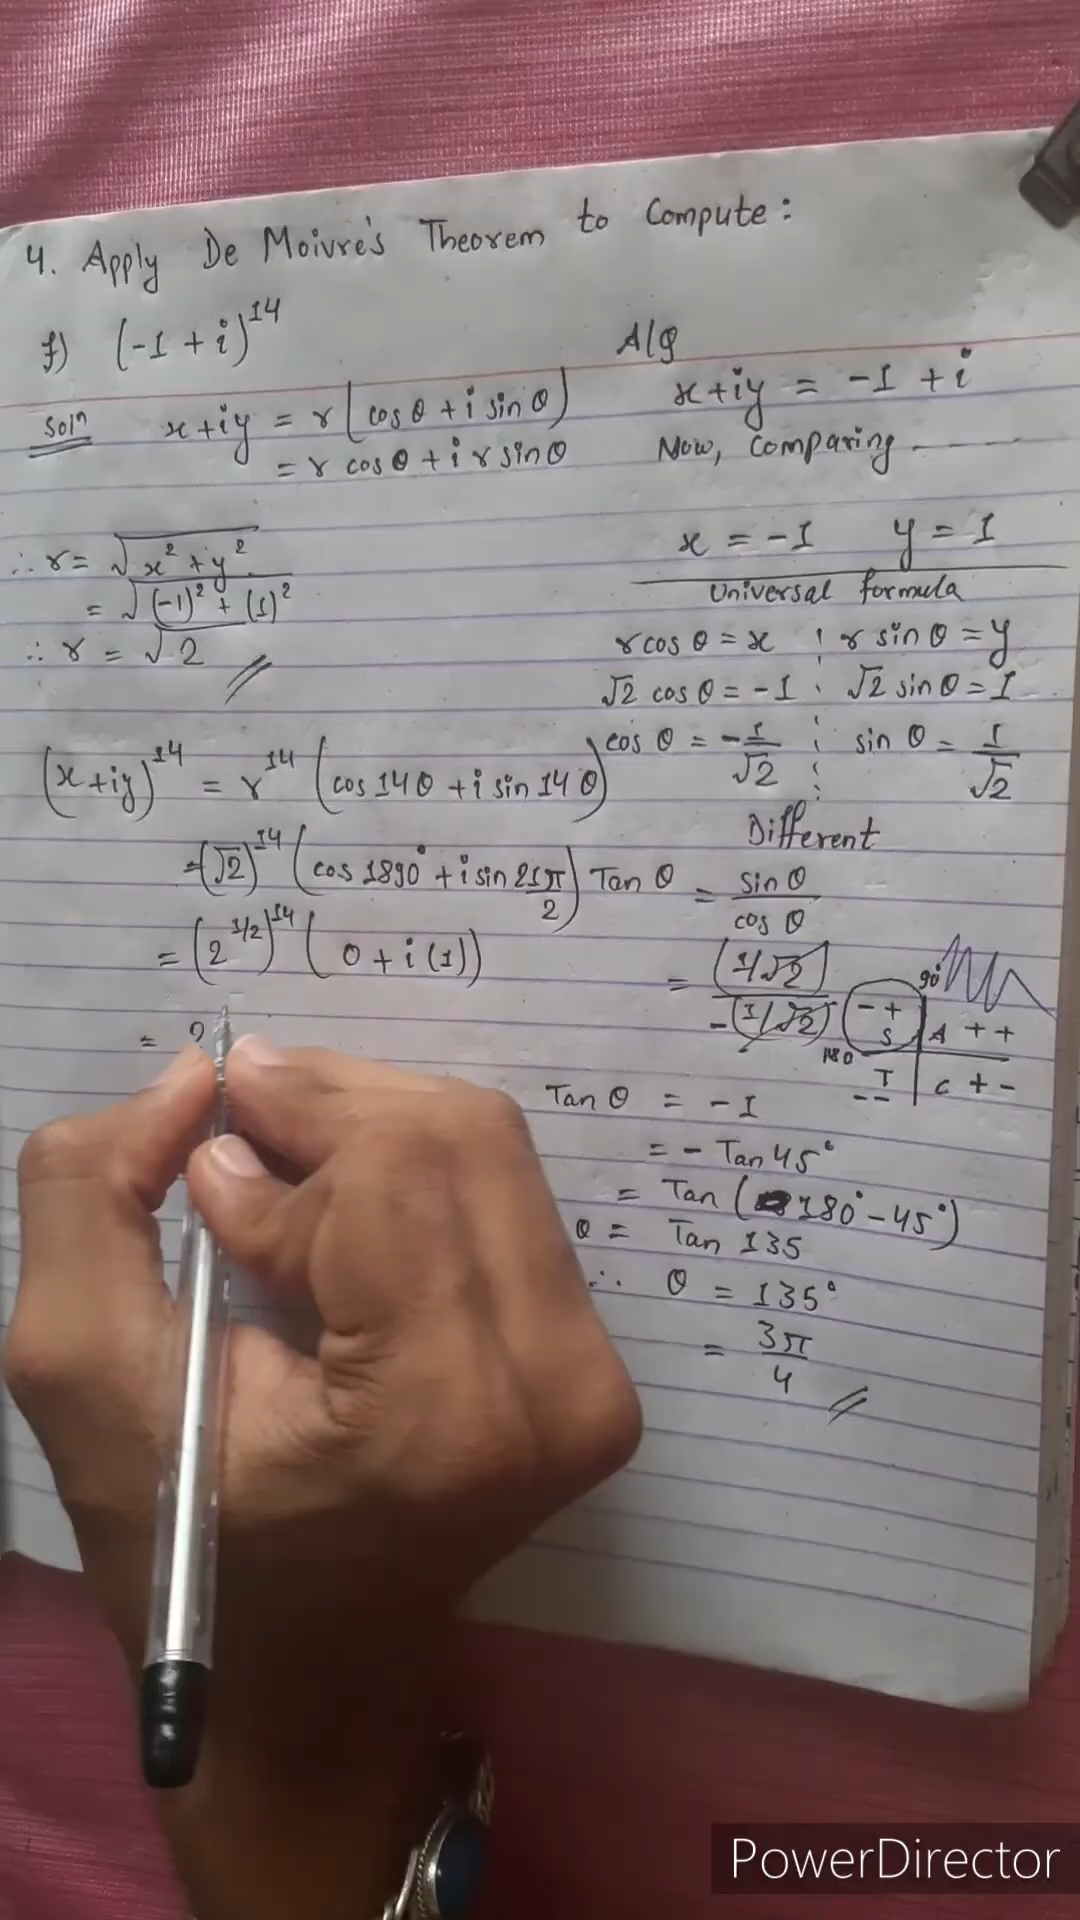 4. Apply De Moivre's Theorem to Compute:
f) (-1 + i)^14
Soln x+iy = r(cos θ + i sin θ)
= r cos θ + i r sin θ
A/q
x+iy = -1 + i
Now, Comparing
x = -1 y = 1
∴ r = √x² + y²
= √(-1)² + (1)²
∴ r = √2
Universal formula
r cos θ = x r sin θ = y
√2 cos θ = -1 √2 sin θ = 1
cos θ = -1/√2 sin θ = 1/√2
Different
(x+iy)^14 = r^14 (cos 14θ + i sin 14θ)
= (√2)^14 (cos 1890° + i sin 21π/2)
= (2^1/2)^14 (0 + i(1))
= 2
Tan θ = sin θ/cos θ
= (1/√2)/-(1/√2)
90°
- + S A + +
180
T - - C + -
Tan θ = -1
= - Tan 45°
= Tan (180° - 45°)
θ = Tan 135
∴ θ = 135°
= 3π/4
PowerDirector